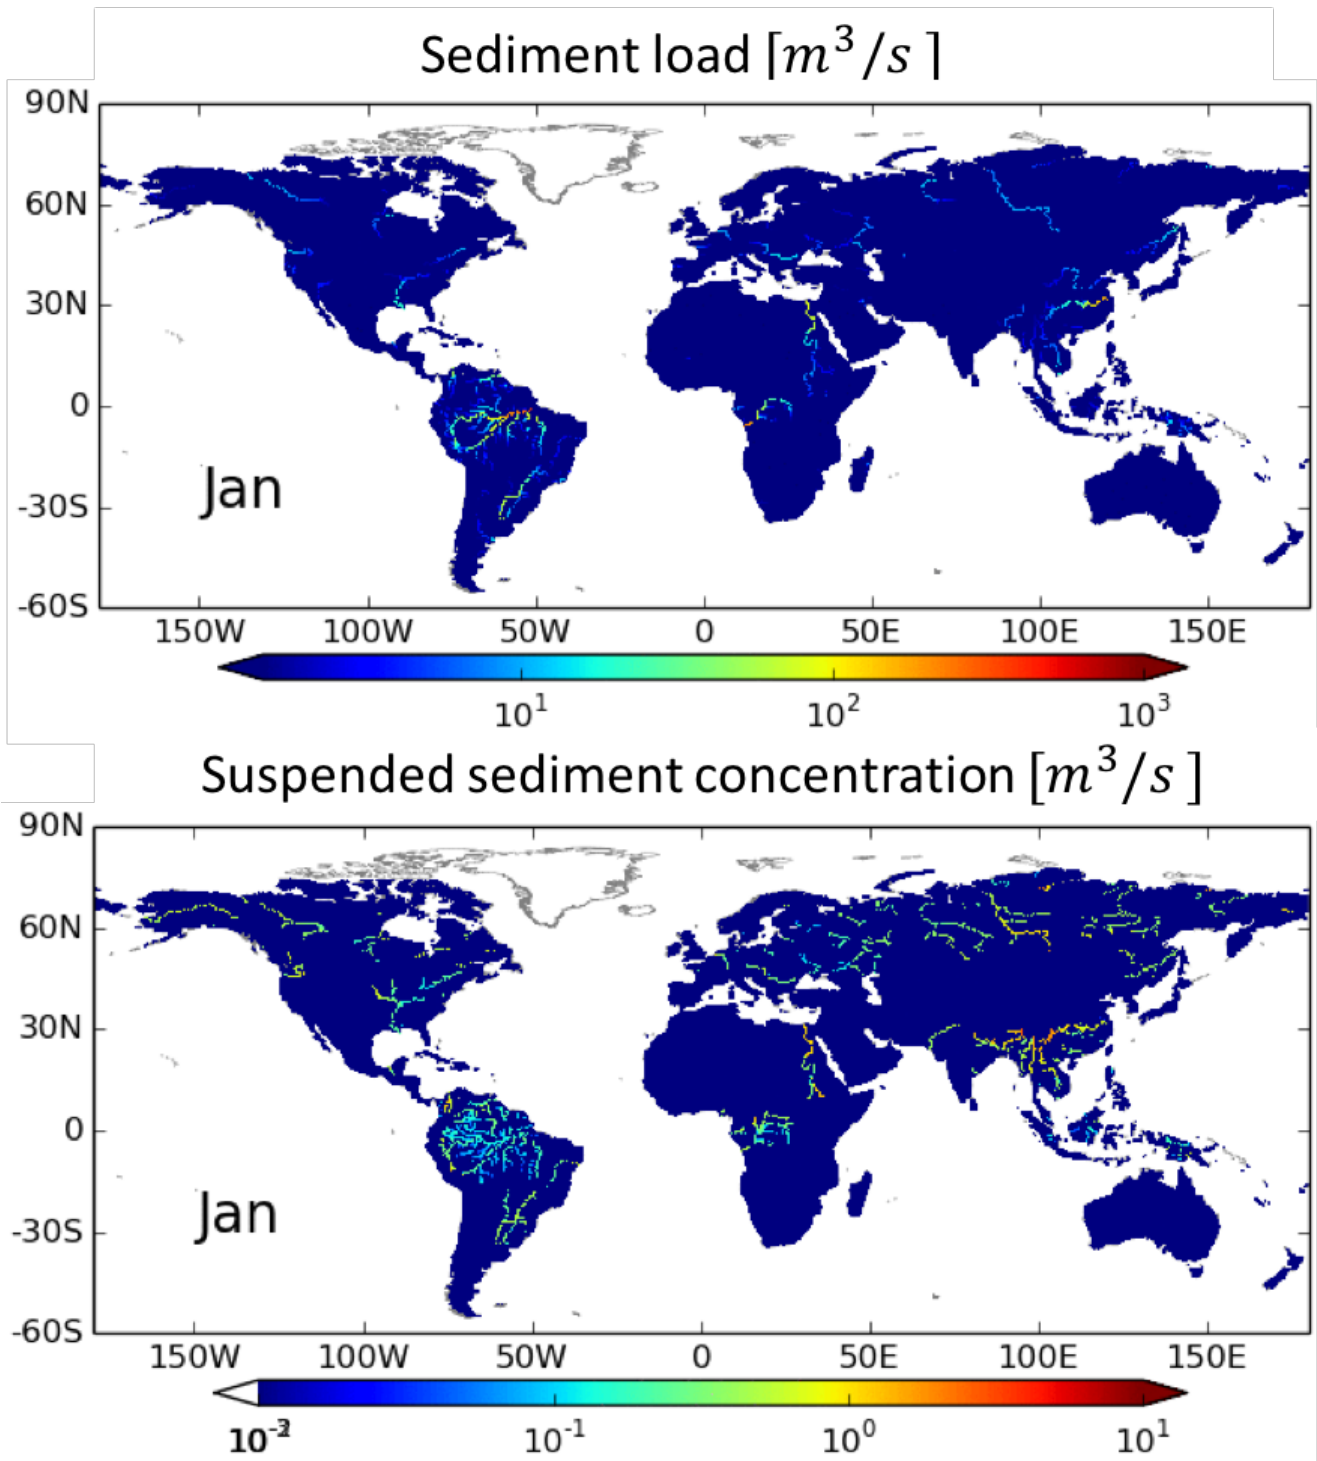 Sediment load [𝑚³/𝑠 ]
90N
60N
30N
0
-30S
-60S
Jan
150W 100W 50W 0 50E 100E 150E
10¹ 10² 10³
Suspended sediment concentration [𝑚³/𝑠 ]
90N
60N
30N
0
-30S
-60S
Jan
150W 100W 50W 0 50E 100E 150E
10⁻¹ 10⁰ 10¹